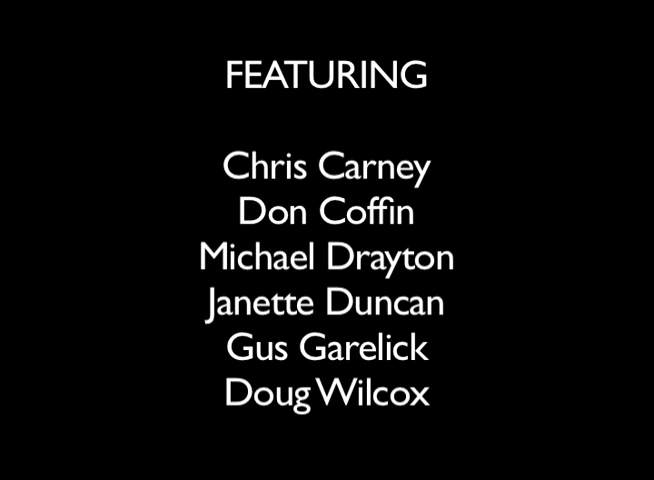 FEATURING
Chris Carney
Don Coffin
Michael Drayton
Janette Duncan
Gus Garelick
Doug Wilcox